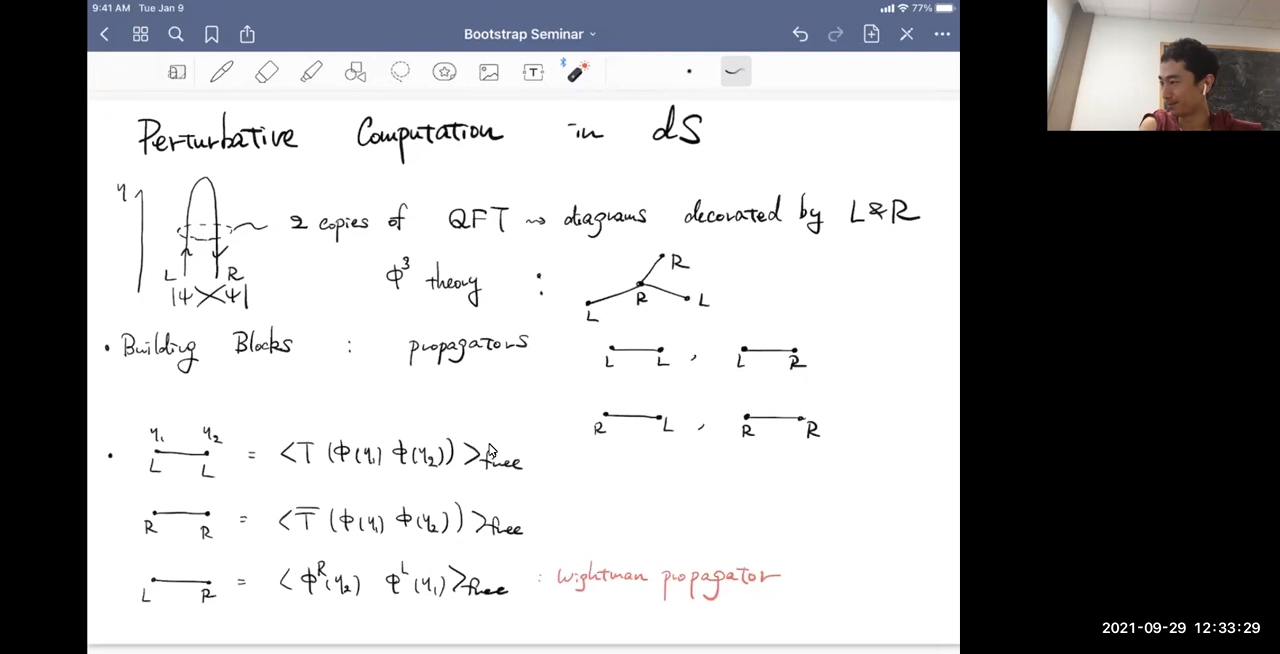 9:41 AM Tue Jan 9
77%
Bootstrap Seminar
Perturbative Computation in dS
η
2 copies of QFT ⇝ diagrams decorated by L&R
L R
|Ψ><Ψ|
Φ³ theory :
R
R
L
L
• Building Blocks : propagators
L L , L R
R L , R R
• η₁ η₂
L L = <T (Φ(η₁) Φ(η₂))>free
R R = <T̅ (Φ(η₁) Φ(η₂))>free
L R = <Φᴿ(η₂) Φᴸ(η₁)>free : Wightman propagator
2021-09-29 12:33:29